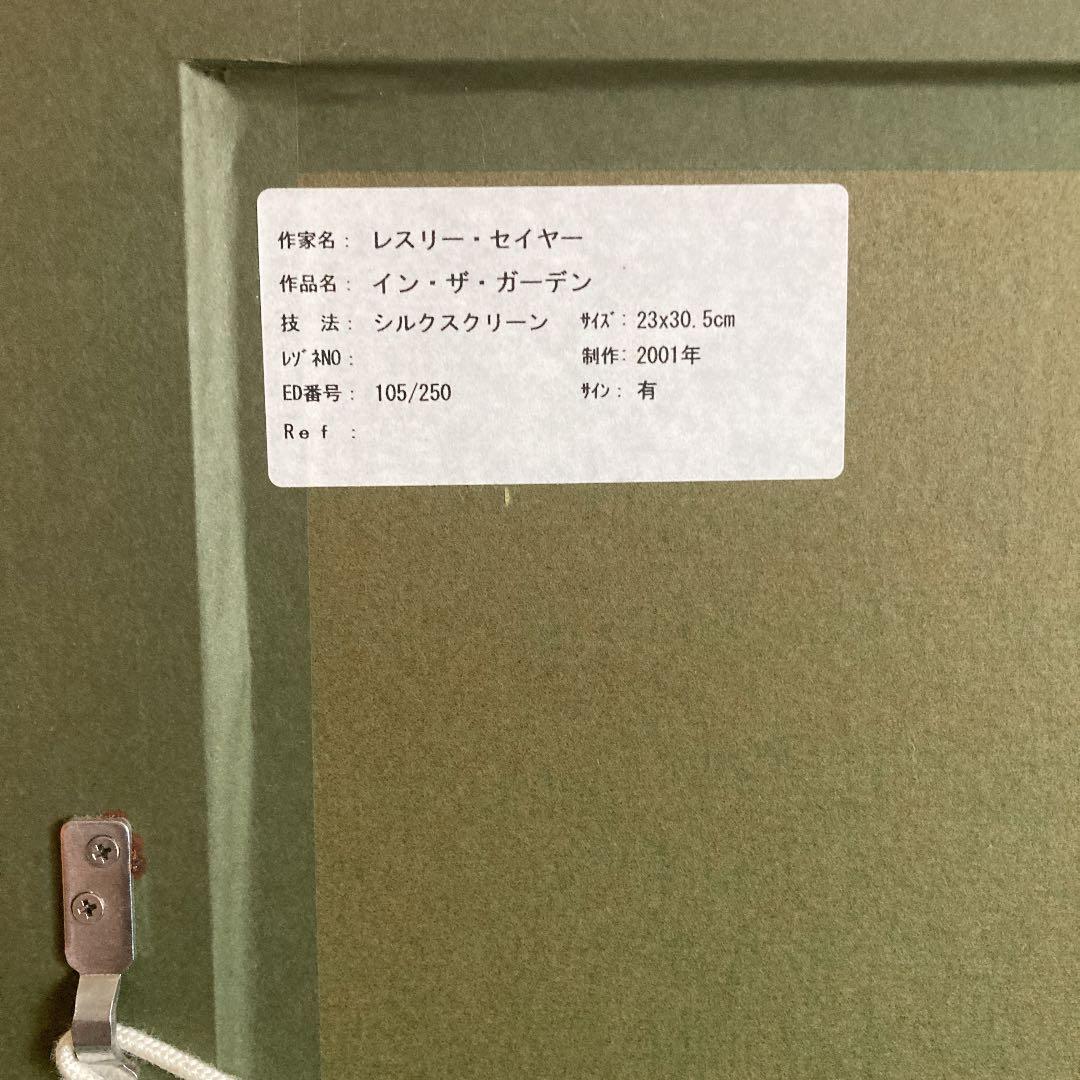 作家名： レスリー・セイヤー
作品名： イン・ザ・ガーデン
技　法： シルクスクリーン ｻｲｽﾞ： 23x30.5cm
ﾚｿﾞﾈNO： 制作： 2001年
ED番号： 105/250 ｻｲﾝ： 有
Ｒｅｆ ：